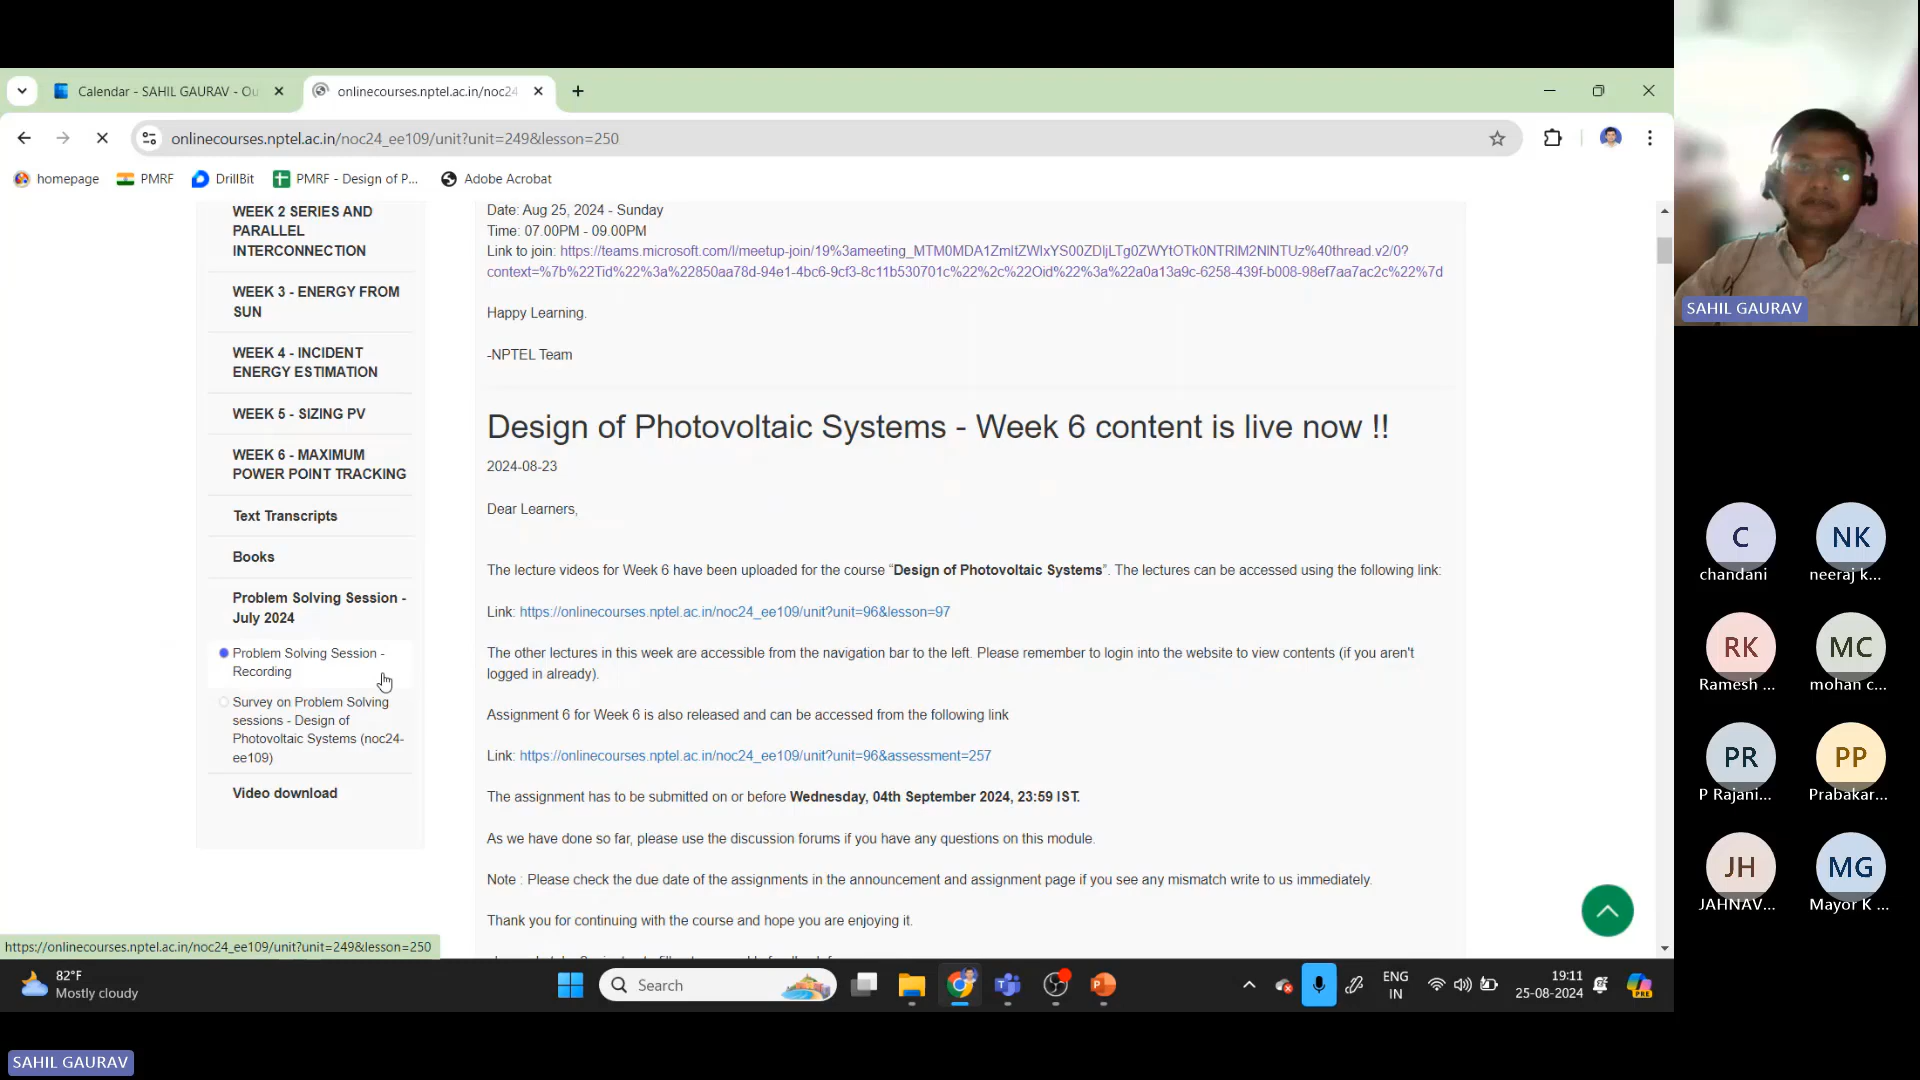 Calendar - SAHIL GAURAV - Ou
onlinecourses.nptel.ac.in/noc24
onlinecourses.nptel.ac.in/noc24_ee109/unit?unit=249&lesson=250
homepage
PMRF
DrillBit
PMRF - Design of P...
Adobe Acrobat
WEEK 2 SERIES AND
PARALLEL
INTERCONNECTION
WEEK 3 - ENERGY FROM
SUN
WEEK 4 - INCIDENT
ENERGY ESTIMATION
WEEK 5 - SIZING PV
WEEK 6 - MAXIMUM
POWER POINT TRACKING
Text Transcripts
Books
Problem Solving Session -
July 2024
Problem Solving Session -
Recording
Survey on Problem Solving
sessions - Design of
Photovoltaic Systems (noc24-
ee109)
Video download
Date: Aug 25, 2024 - Sunday
Time: 07.00PM - 09.00PM
Link to join: https://teams.microsoft.com/l/meetup-join/19%3ameeting_MTM0MDA1ZmItZWIxYS00ZDljLTg0ZWYtOTk0NTRlM2NlNTUz%40thread.v2/0?
context=%7b%22Tid%22%3a%22850aa78d-94e1-4bc6-9cf3-8c11b530701c%22%2c%22Oid%22%3a%22a0a13a9c-6258-439f-b008-98ef7aa7ac2c%22%7d
Happy Learning.
-NPTEL Team
Design of Photovoltaic Systems - Week 6 content is live now !!
2024-08-23
Dear Learners,
The lecture videos for Week 6 have been uploaded for the course “Design of Photovoltaic Systems”. The lectures can be accessed using the following link:
Link: https://onlinecourses.nptel.ac.in/noc24_ee109/unit?unit=96&lesson=97
The other lectures in this week are accessible from the navigation bar to the left. Please remember to login into the website to view contents (if you aren't
logged in already).
Assignment 6 for Week 6 is also released and can be accessed from the following link
Link: https://onlinecourses.nptel.ac.in/noc24_ee109/unit?unit=96&assessment=257
The assignment has to be submitted on or before Wednesday, 04th September 2024, 23:59 IST.
As we have done so far, please use the discussion forums if you have any questions on this module.
Note : Please check the due date of the assignments in the announcement and assignment page if you see any mismatch write to us immediately.
Thank you for continuing with the course and hope you are enjoying it.
https://onlinecourses.nptel.ac.in/noc24_ee109/unit?unit=249&lesson=250
82°F
Mostly cloudy
Search
ENG
IN
19:11
25-08-2024
SAHIL GAURAV
SAHIL GAURAV
C
chandani
NK
neeraj k...
RK
Ramesh ...
MC
mohan c...
PR
P Rajani...
PP
Prabakar...
JH
JAHNAV...
MG
Mayor K ...